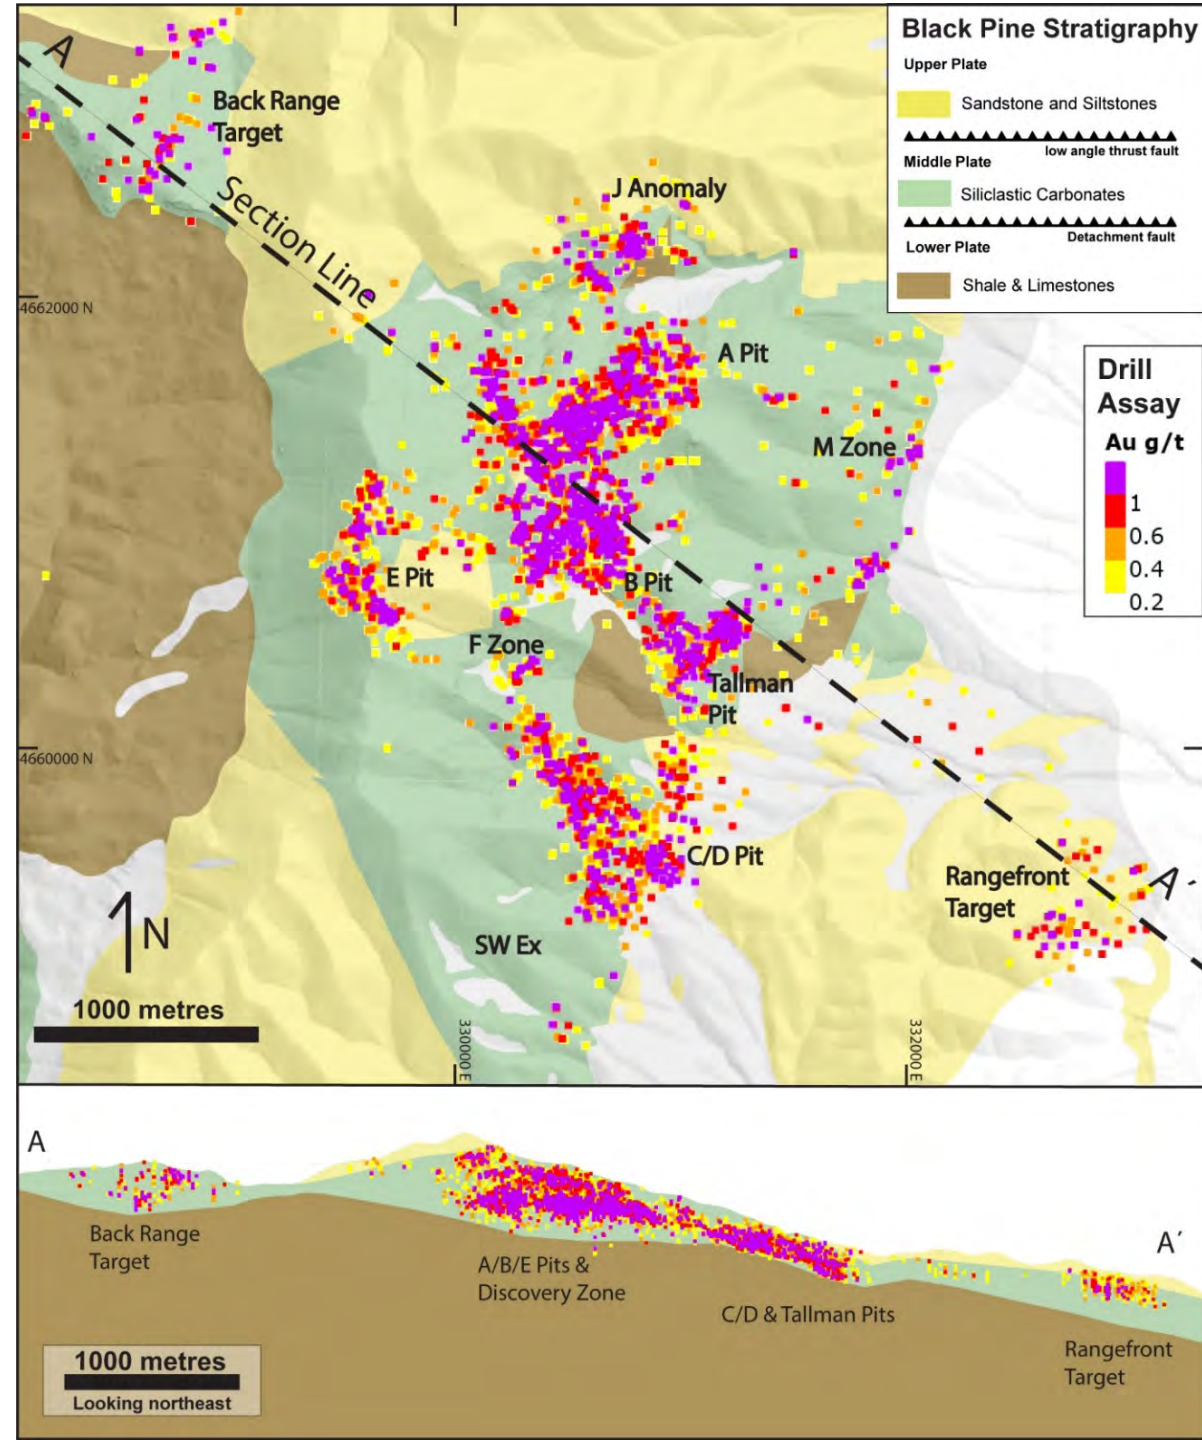 A
Back Range
Target
Section Line
J Anomaly
4662000 N
A Pit
M Zone
E Pit
B Pit
F Zone
Tallman
Pit
4660000 N
C/D Pit
Rangefront
Target
A´
SW Ex
N
1000 metres
330000 E
332000 E
Black Pine Stratigraphy
Upper Plate
Sandstone and Siltstones
low angle thrust fault
Middle Plate
Siliclastic Carbonates
Detachment fault
Lower Plate
Shale & Limestones
Drill
Assay
Au g/t
1
0.6
0.4
0.2
A
A´
Back Range
Target
A/B/E Pits &
Discovery Zone
C/D & Tallman Pits
Rangefront
Target
1000 metres
Looking northeast